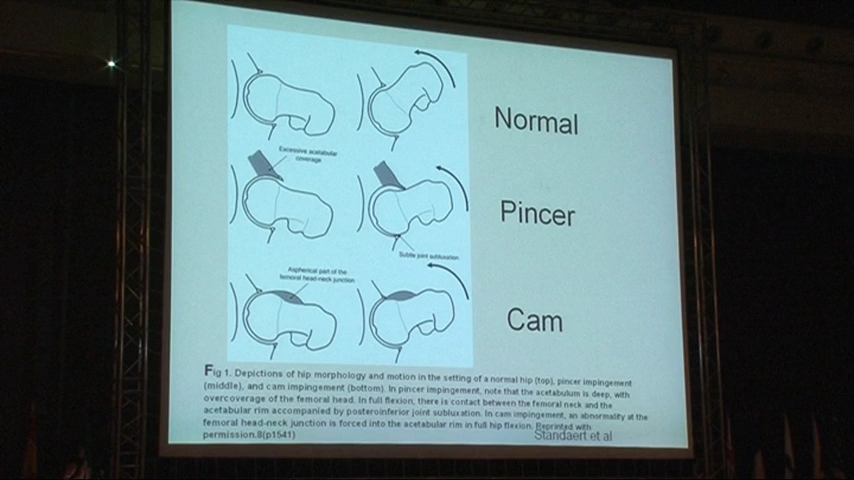 Normal
Excessive acetabular
coverage
Pincer
Subtle joint subluxation
Aspherical part of the
femoral head-neck junction
Cam
Fig 1. Depictions of hip morphology and motion in the setting of a normal hip (top), pincer impingement
(middle), and cam impingement (bottom). In pincer impingement, note that the acetabulum is deep, with
overcoverage of the femoral head. In full flexion, there is contact between the femoral neck and the
acetabular rim accompanied by posteroinferior joint subluxation. In cam impingement, an abnormality at the
femoral head-neck junction is forced into the acetabular rim in full hip flexion. Reprinted with
permission.8(p1541)
Standaert et al